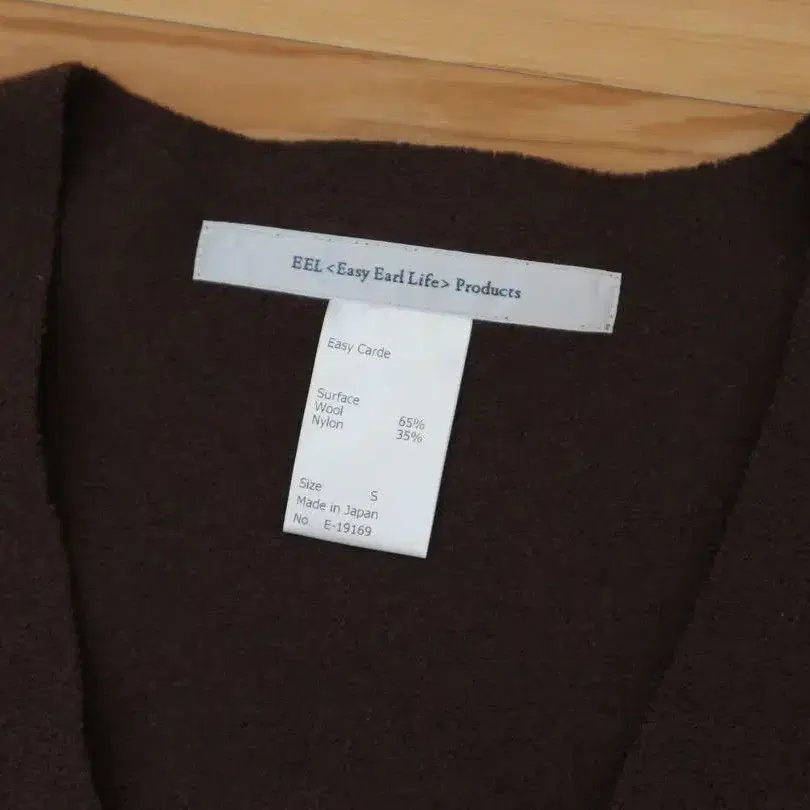 EEL <Easy Earl Life> Products
Easy Carde
Surface
Wool 65%
Nylon 35%
Size S
Made in Japan
No. E-19169